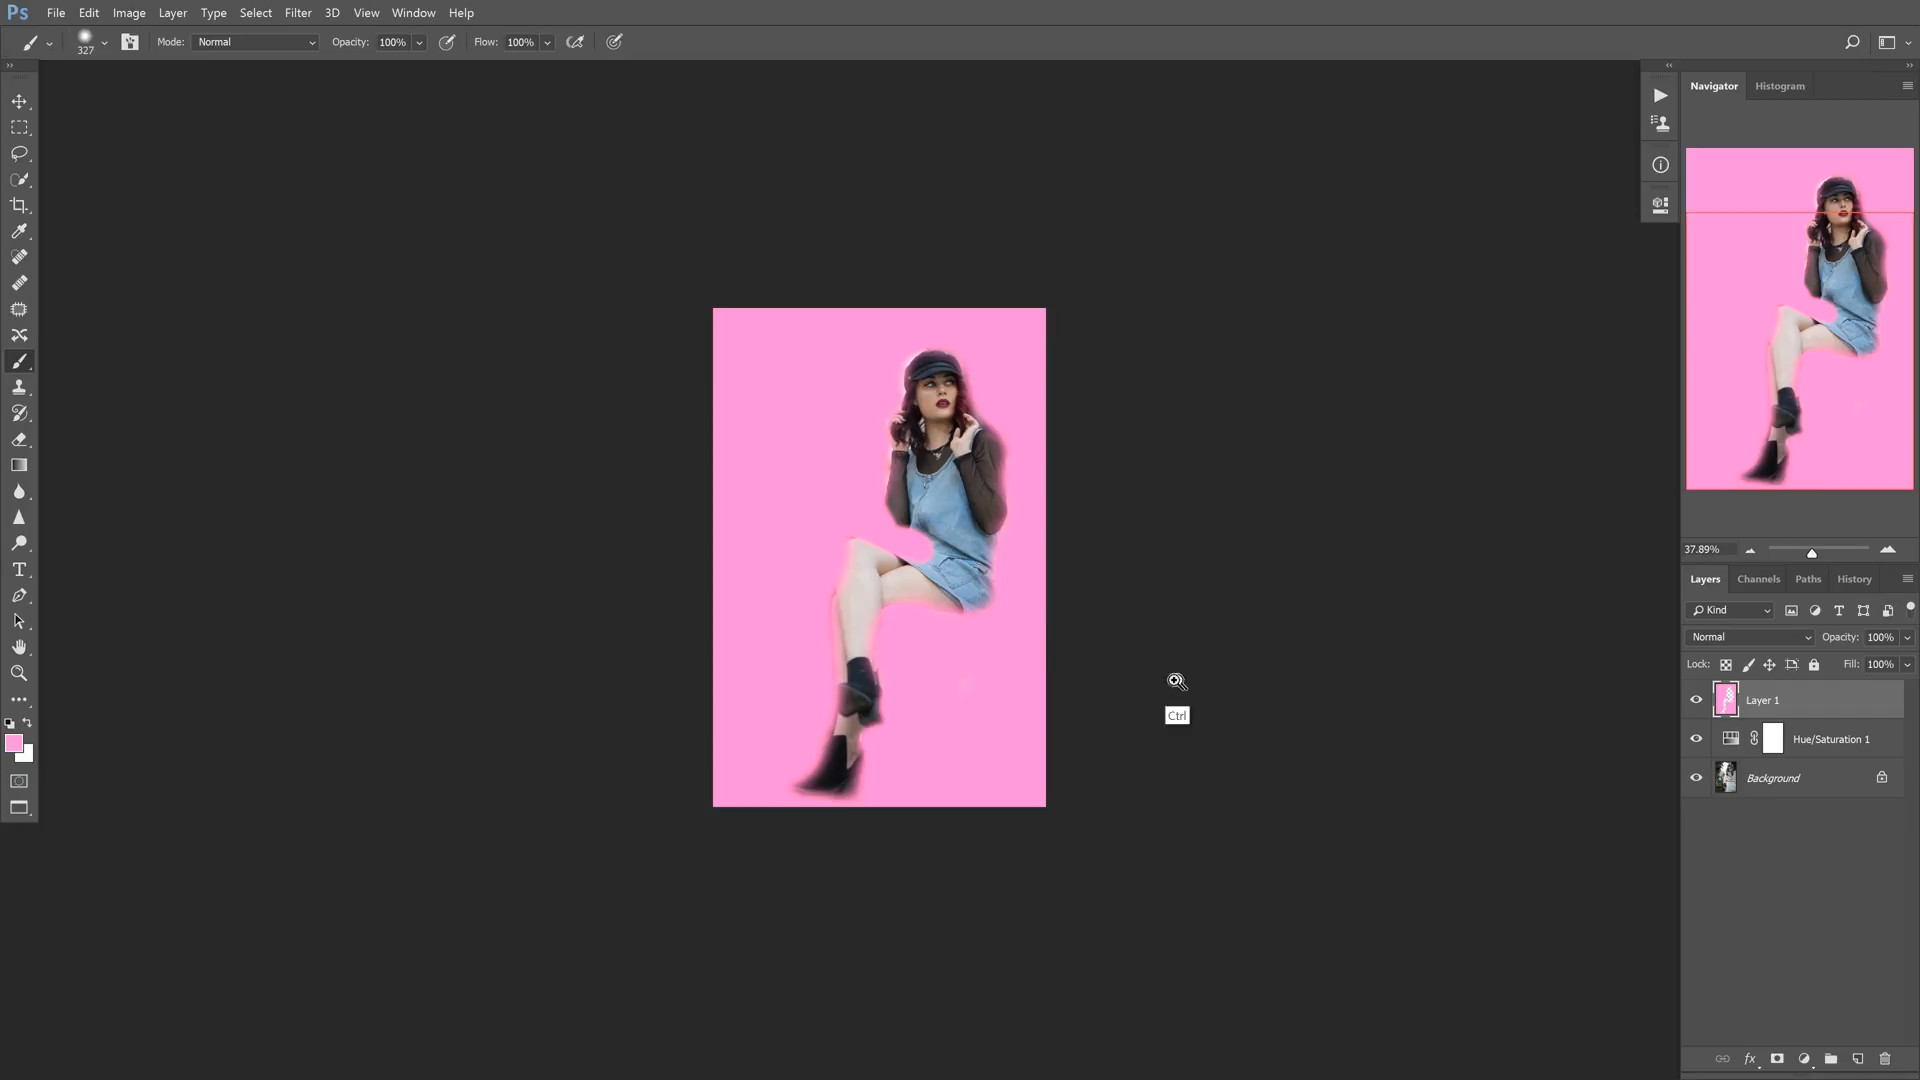 Ps File Edit Image Layer Type Select Filter 3D View Window Help
327 Mode: Normal Opacity: 100% Flow: 100%
Navigator Histogram
37.89%
Layers Channels Paths History
Kind
Normal Opacity: 100%
Lock: Fill: 100%
Layer 1
Hue/Saturation 1
Background
Ctrl
fx